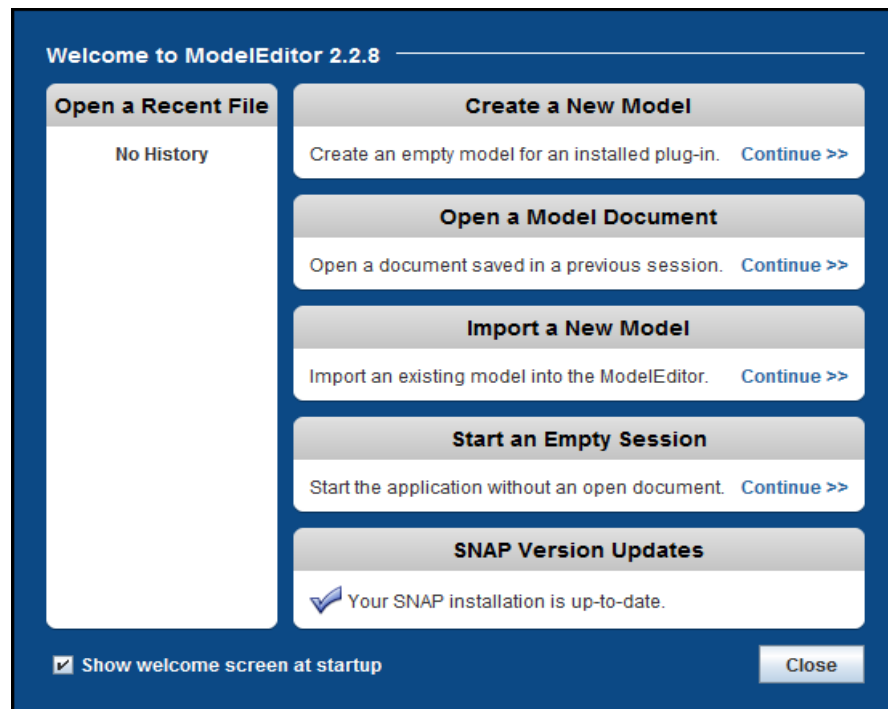 Welcome to ModelEditor 2.2.8
Open a Recent File
No History
Create a New Model
Create an empty model for an installed plug-in. Continue >>
Open a Model Document
Open a document saved in a previous session. Continue >>
Import a New Model
Import an existing model into the ModelEditor. Continue >>
Start an Empty Session
Start the application without an open document. Continue >>
SNAP Version Updates
Your SNAP installation is up-to-date.
Show welcome screen at startup
Close